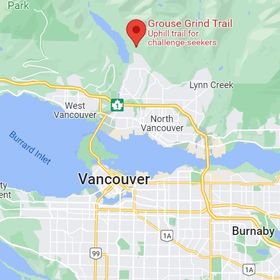 Park
Grouse Grind Trail
Uphill trail for
challenge-seekers
Lynn Creek
West
Vancouver
1
North
Vancouver
Burrard Inlet
Vancouver
1A
Burnaby
99
1A